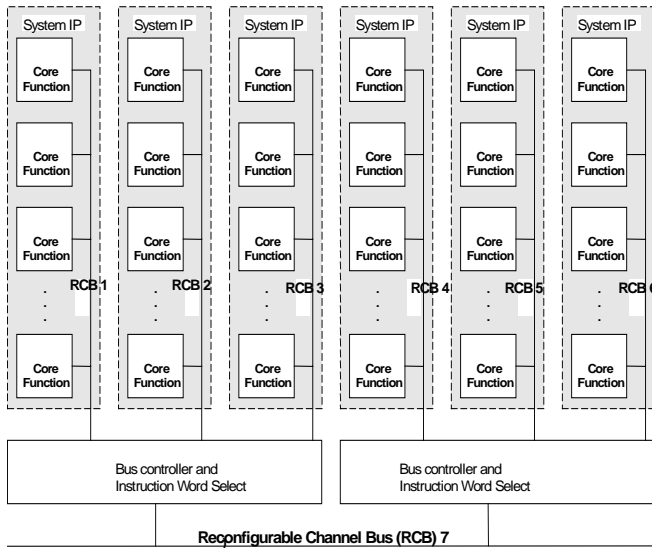 System IP System IP System IP System IP System IP System IP
Core Core Core Core Core Core
Function Function Function Function Function Function
Core Core Core Core Core Core
Function Function Function Function Function Function
Core Core Core Core Core Core
Function Function Function Function Function Function
RCB 1 RCB 2 RCB 3 RCB 4 RCB 5 RCB 6
Core Core Core Core Core Core
Function Function Function Function Function Function
Bus controller and
Instruction Word Select
Bus controller and
Instruction Word Select
Reconfigurable Channel Bus (RCB) 7